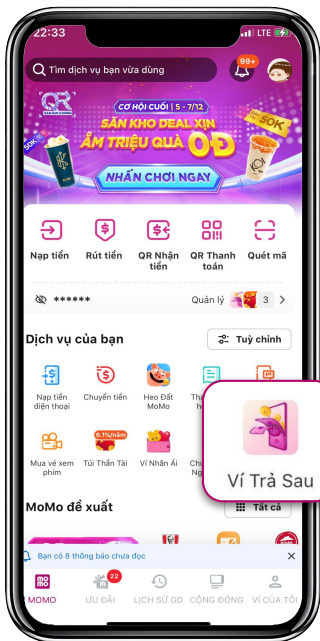 22:33
LTE
Tìm dịch vụ bạn vừa dùng
99+
QR
CƠ HỘI CUỐI | 5 - 7/12
SĂN KHO DEAL XỊN
ẴM TRIỆU QUÀ 0Đ
50K
50K
NHẤN CHƠI NGAY
Nạp tiền
Rút tiền
QR Nhận tiền
QR Thanh toán
Quét mã
******
Quản lý
3
Dịch vụ của bạn
Tuỳ chỉnh
Nạp tiền điện thoại
Chuyển tiền
Heo Đất MoMo
6.1%/năm
Mua vé xem phim
Túi Thần Tài
Ví Nhân Ái
Ví Trả Sau
MoMo đề xuất
Tất cả
Bạn có 8 thông báo chưa đọc
22
MOMO
ƯU ĐÃI
LỊCH SỬ GD
CỘNG ĐỒNG
VÍ CỦA TÔI